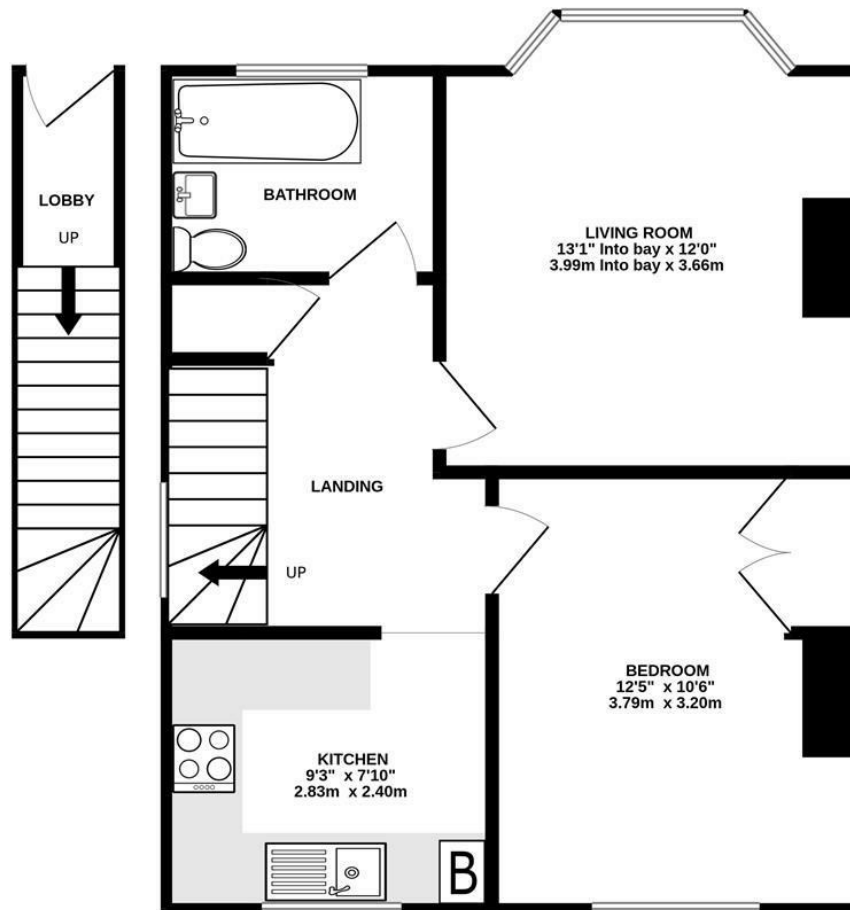 LOBBY
UP
BATHROOM
LIVING ROOM
13'1" Into bay x 12'0"
3.99m Into bay x 3.66m
LANDING
UP
BEDROOM
12'5" x 10'6"
3.79m x 3.20m
KITCHEN
9'3" x 7'10"
2.83m x 2.40m
B